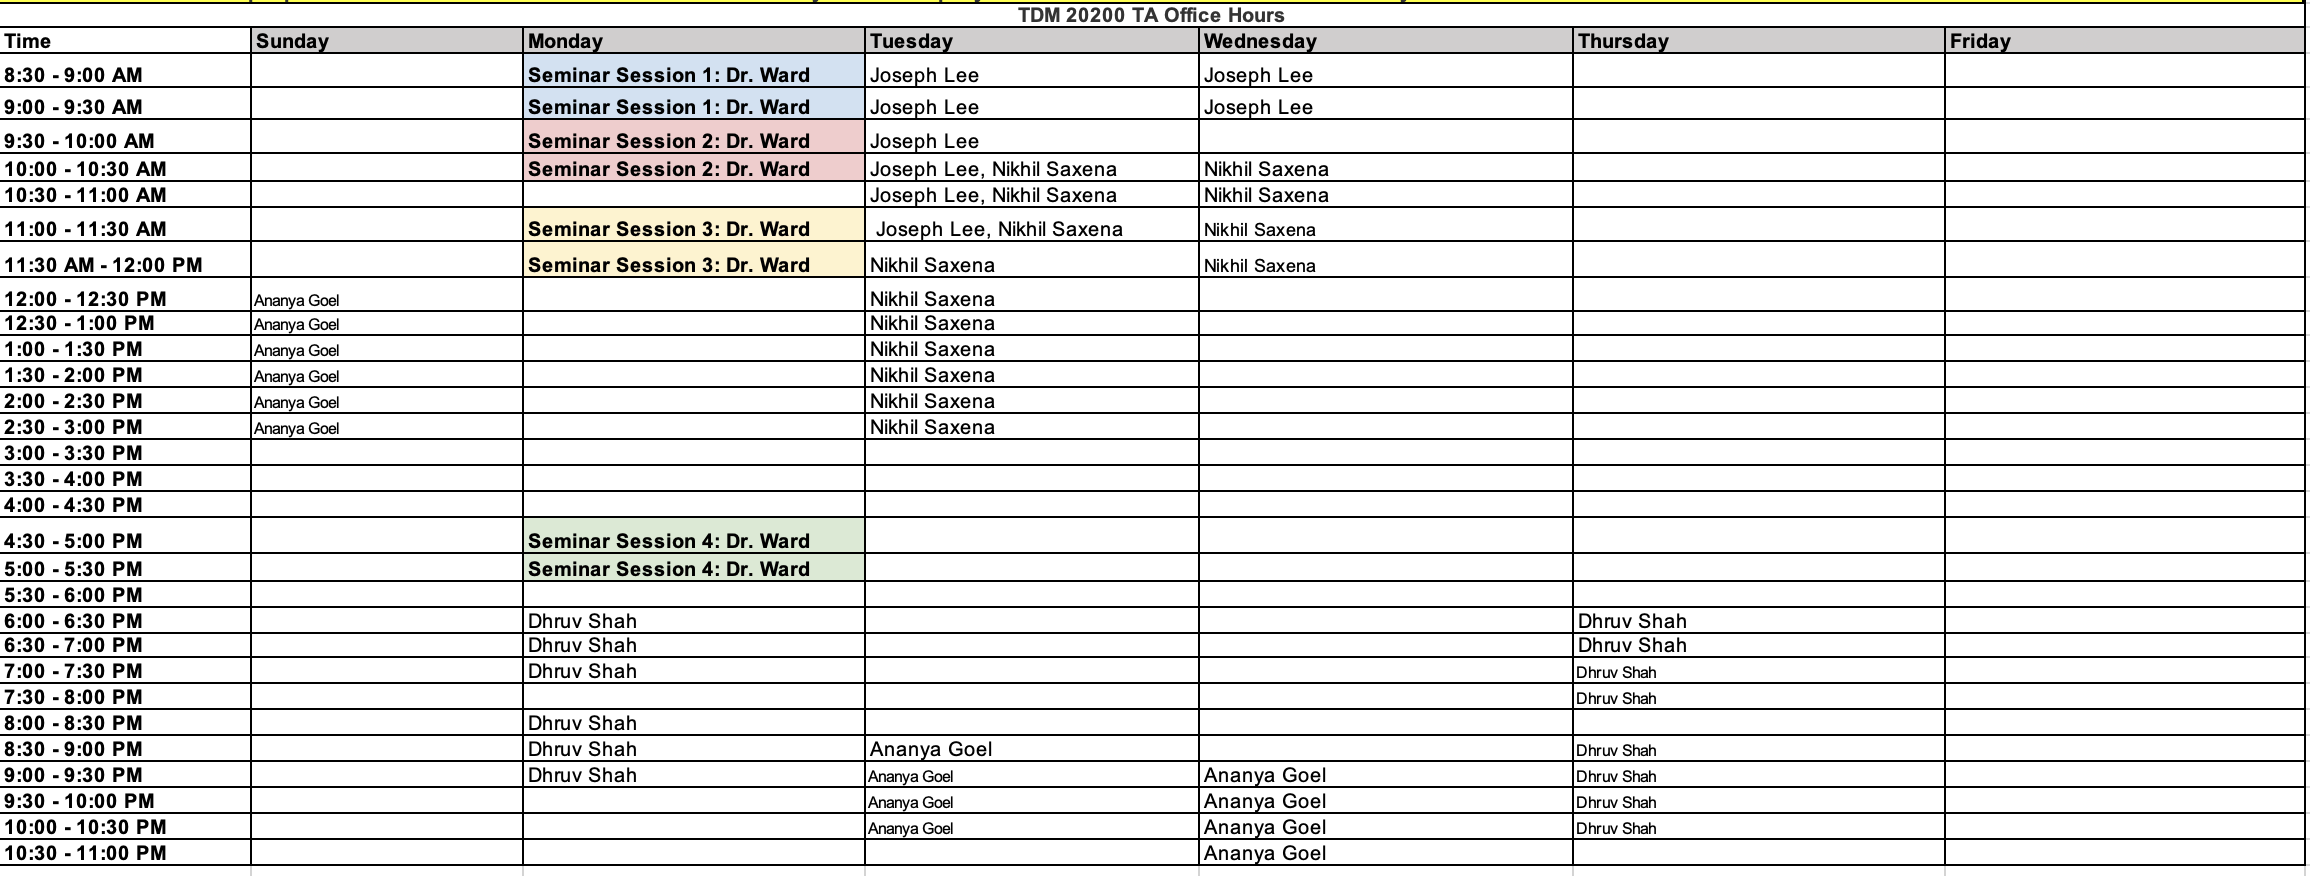 TDM 20200 TA Office Hours
Time Sunday Monday Tuesday Wednesday Thursday Friday
8:30 - 9:00 AM Seminar Session 1: Dr. Ward Joseph Lee Joseph Lee
9:00 - 9:30 AM Seminar Session 1: Dr. Ward Joseph Lee Joseph Lee
9:30 - 10:00 AM Seminar Session 2: Dr. Ward Joseph Lee
10:00 - 10:30 AM Seminar Session 2: Dr. Ward Joseph Lee, Nikhil Saxena Nikhil Saxena
10:30 - 11:00 AM Joseph Lee, Nikhil Saxena Nikhil Saxena
11:00 - 11:30 AM Seminar Session 3: Dr. Ward Joseph Lee, Nikhil Saxena Nikhil Saxena
11:30 AM - 12:00 PM Seminar Session 3: Dr. Ward Nikhil Saxena Nikhil Saxena
12:00 - 12:30 PM Ananya Goel Nikhil Saxena
12:30 - 1:00 PM Ananya Goel Nikhil Saxena
1:00 - 1:30 PM Ananya Goel Nikhil Saxena
1:30 - 2:00 PM Ananya Goel Nikhil Saxena
2:00 - 2:30 PM Ananya Goel Nikhil Saxena
2:30 - 3:00 PM Ananya Goel Nikhil Saxena
3:00 - 3:30 PM
3:30 - 4:00 PM
4:00 - 4:30 PM
4:30 - 5:00 PM Seminar Session 4: Dr. Ward
5:00 - 5:30 PM Seminar Session 4: Dr. Ward
5:30 - 6:00 PM
6:00 - 6:30 PM Dhruv Shah Dhruv Shah
6:30 - 7:00 PM Dhruv Shah Dhruv Shah
7:00 - 7:30 PM Dhruv Shah Dhruv Shah
7:30 - 8:00 PM Dhruv Shah
8:00 - 8:30 PM Dhruv Shah
8:30 - 9:00 PM Dhruv Shah Ananya Goel Dhruv Shah
9:00 - 9:30 PM Dhruv Shah Ananya Goel Ananya Goel Dhruv Shah
9:30 - 10:00 PM Ananya Goel Ananya Goel Dhruv Shah
10:00 - 10:30 PM Ananya Goel Ananya Goel Dhruv Shah
10:30 - 11:00 PM Ananya Goel